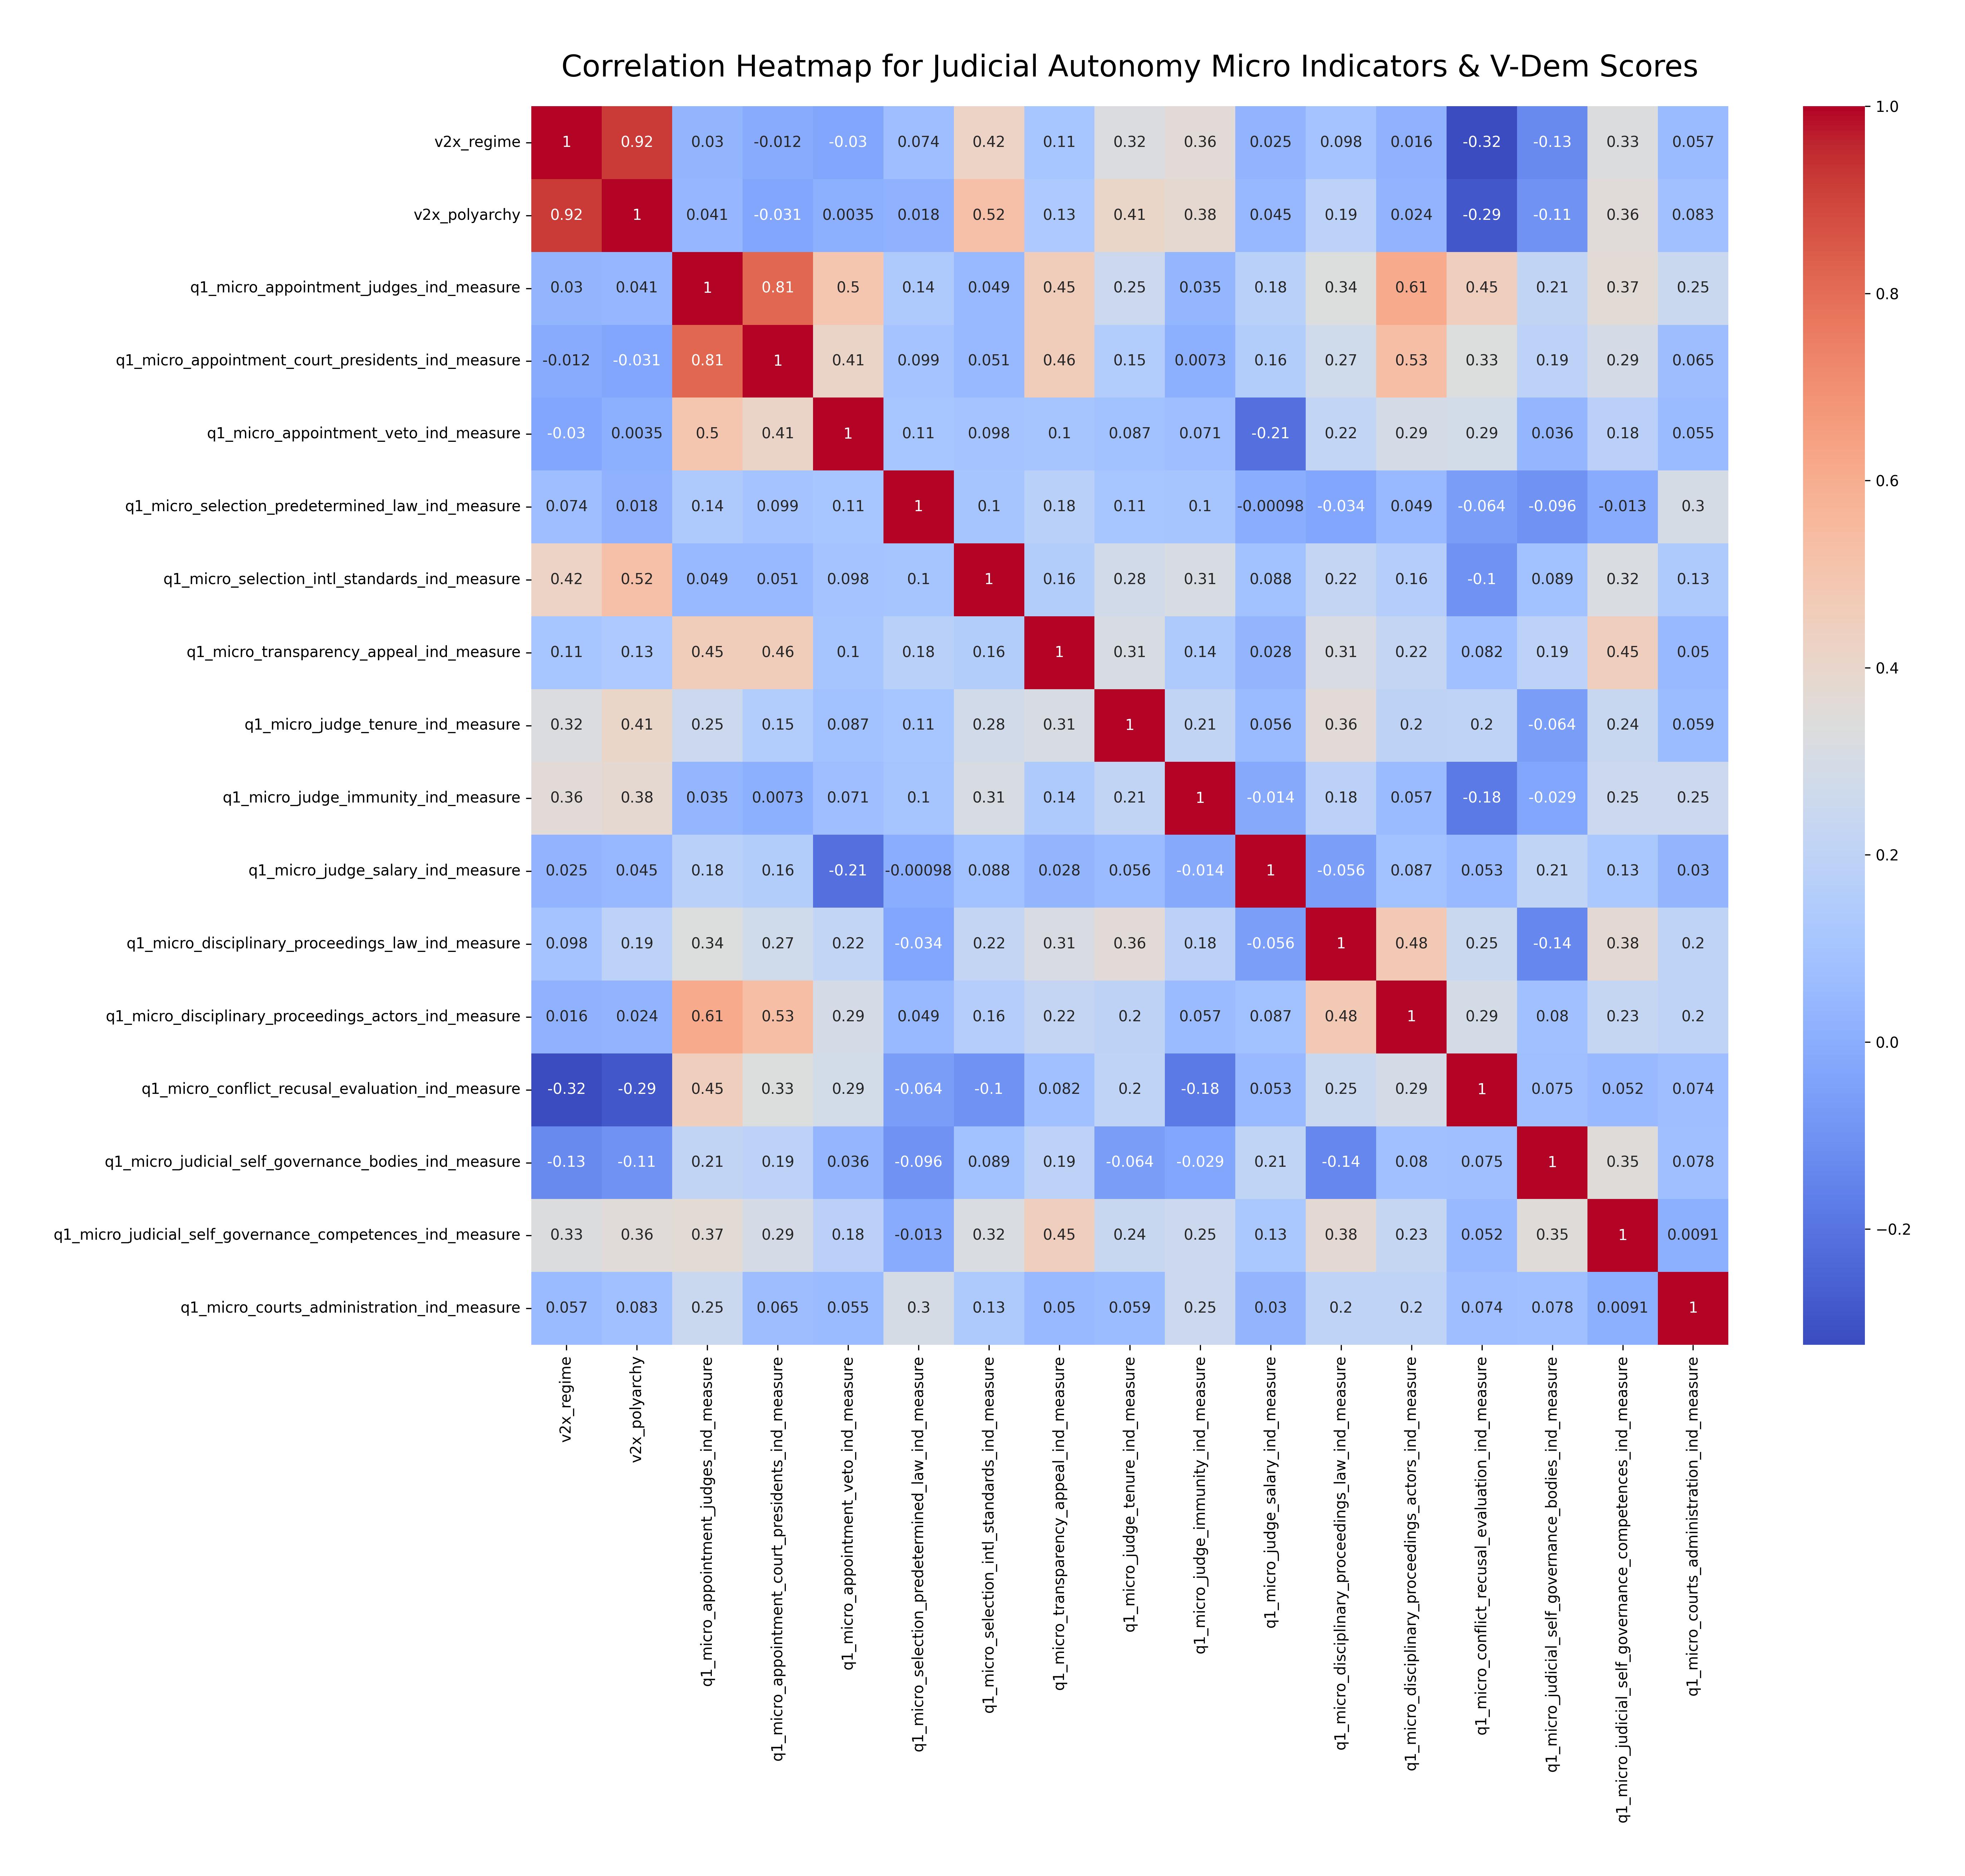 Correlation Heatmap for Judicial Autonomy Micro Indicators & V-Dem Scores
v2x_regime 1 0.92 0.03 -0.012 -0.03 0.074 0.42 0.11 0.32 0.36 0.025 0.098 0.016 -0.32 -0.13 0.33 0.057
v2x_polyarchy 0.92 1 0.041 -0.031 0.0035 0.018 0.52 0.13 0.41 0.38 0.045 0.19 0.024 -0.29 -0.11 0.36 0.083
q1_micro_appointment_judges_ind_measure 0.03 0.041 1 0.81 0.5 0.14 0.049 0.45 0.25 0.035 0.18 0.34 0.61 0.45 0.21 0.37 0.25
q1_micro_appointment_court_presidents_ind_measure -0.012 -0.031 0.81 1 0.41 0.099 0.051 0.46 0.15 0.0073 0.16 0.27 0.53 0.33 0.19 0.29 0.065
q1_micro_appointment_veto_ind_measure -0.03 0.0035 0.5 0.41 1 0.11 0.098 0.1 0.087 0.071 -0.21 0.22 0.29 0.29 0.036 0.18 0.055
q1_micro_selection_predetermined_law_ind_measure 0.074 0.018 0.14 0.099 0.11 1 0.1 0.18 0.11 0.1 -0.00098 -0.034 0.049 -0.064 -0.096 -0.013 0.3
q1_micro_selection_intl_standards_ind_measure 0.42 0.52 0.049 0.051 0.098 0.1 1 0.16 0.28 0.31 0.088 0.22 0.16 -0.1 0.089 0.32 0.13
q1_micro_transparency_appeal_ind_measure 0.11 0.13 0.45 0.46 0.1 0.18 0.16 1 0.31 0.14 0.028 0.31 0.22 0.082 0.19 0.45 0.05
q1_micro_judge_tenure_ind_measure 0.32 0.41 0.25 0.15 0.087 0.11 0.28 0.31 1 0.21 0.056 0.36 0.2 0.2 -0.064 0.24 0.059
q1_micro_judge_immunity_ind_measure 0.36 0.38 0.035 0.0073 0.071 0.1 0.31 0.14 0.21 1 -0.014 0.18 0.057 -0.18 -0.029 0.25 0.25
q1_micro_judge_salary_ind_measure 0.025 0.045 0.18 0.16 -0.21 -0.00098 0.088 0.028 0.056 -0.014 1 -0.056 0.087 0.053 0.21 0.13 0.03
q1_micro_disciplinary_proceedings_law_ind_measure 0.098 0.19 0.34 0.27 0.22 -0.034 0.22 0.31 0.36 0.18 -0.056 1 0.48 0.25 -0.14 0.38 0.2
q1_micro_disciplinary_proceedings_actors_ind_measure 0.016 0.024 0.61 0.53 0.29 0.049 0.16 0.22 0.2 0.057 0.087 0.48 1 0.29 0.08 0.23 0.2
q1_micro_conflict_recusal_evaluation_ind_measure -0.32 -0.29 0.45 0.33 0.29 -0.064 -0.1 0.082 0.2 -0.18 0.053 0.25 0.29 1 0.075 0.052 0.074
q1_micro_judicial_self_governance_bodies_ind_measure -0.13 -0.11 0.21 0.19 0.036 -0.096 0.089 0.19 -0.064 -0.029 0.21 -0.14 0.08 0.075 1 0.35 0.078
q1_micro_judicial_self_governance_competences_ind_measure 0.33 0.36 0.37 0.29 0.18 -0.013 0.32 0.45 0.24 0.25 0.13 0.38 0.23 0.052 0.35 1 0.0091
q1_micro_courts_administration_ind_measure 0.057 0.083 0.25 0.065 0.055 0.3 0.13 0.05 0.059 0.25 0.03 0.2 0.2 0.074 0.078 0.0091 1
v2x_regime
v2x_polyarchy
q1_micro_appointment_judges_ind_measure
q1_micro_appointment_court_presidents_ind_measure
q1_micro_appointment_veto_ind_measure
q1_micro_selection_predetermined_law_ind_measure
q1_micro_selection_intl_standards_ind_measure
q1_micro_transparency_appeal_ind_measure
q1_micro_judge_tenure_ind_measure
q1_micro_judge_immunity_ind_measure
q1_micro_judge_salary_ind_measure
q1_micro_disciplinary_proceedings_law_ind_measure
q1_micro_disciplinary_proceedings_actors_ind_measure
q1_micro_conflict_recusal_evaluation_ind_measure
q1_micro_judicial_self_governance_bodies_ind_measure
q1_micro_judicial_self_governance_competences_ind_measure
q1_micro_courts_administration_ind_measure
1.0
0.8
0.6
0.4
0.2
0.0
−0.2